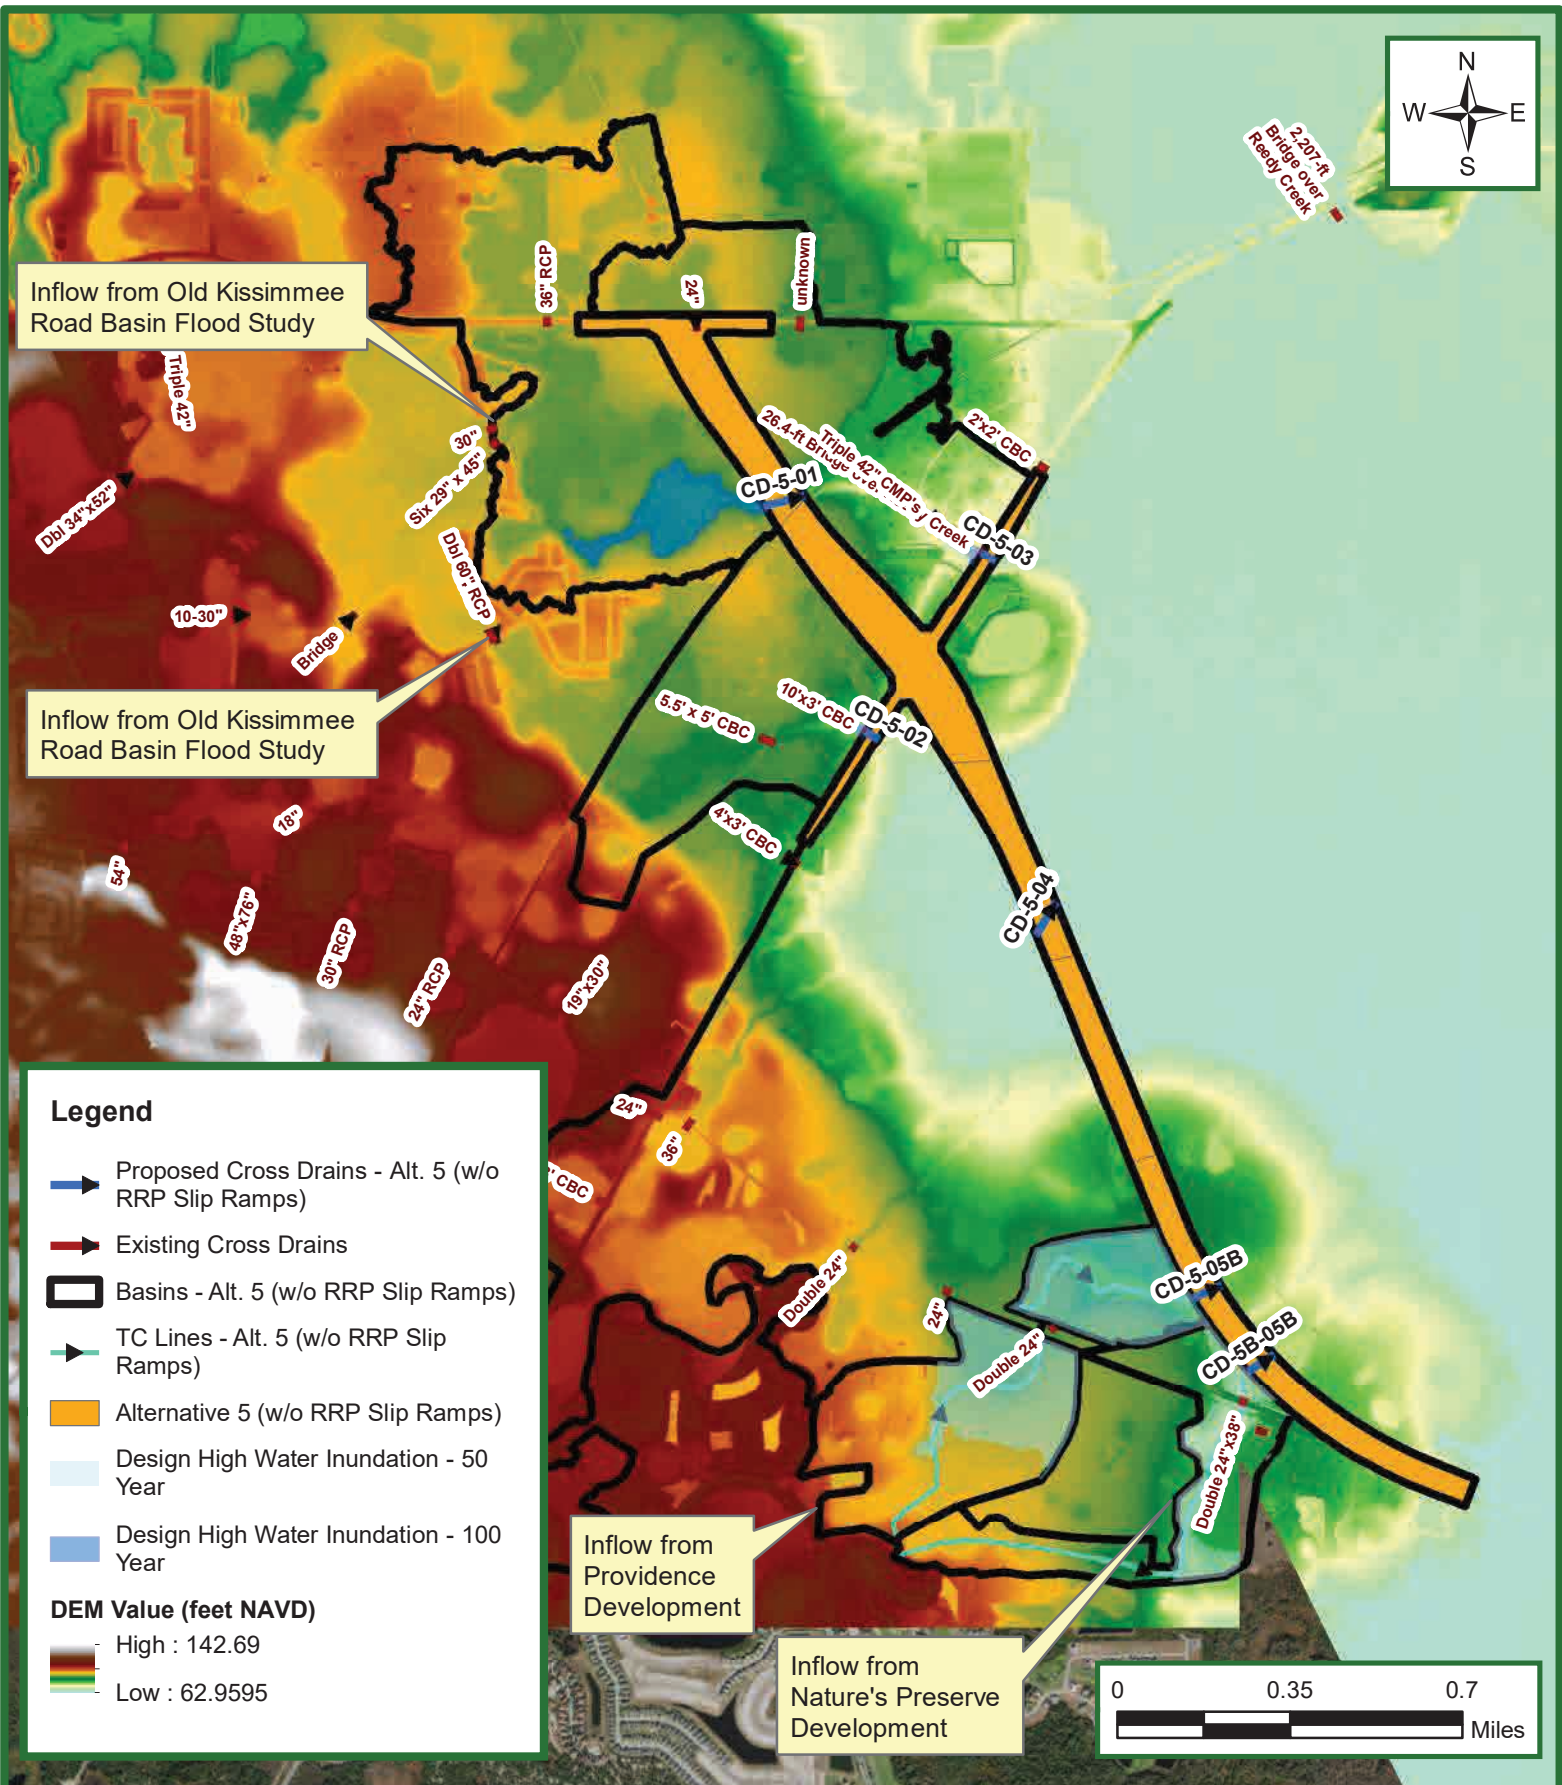 N
W
E
S
2,207-ft
Bridge over
Reedy Creek
Inflow from Old Kissimmee
Road Basin Flood Study
36" RCP
24"
unknown
Triple 42"
30"
Six 29" x 45"
Dbl 34"x52"
Dbl 60" RCP
10-30"
Bridge
2'x2' CBC
26.4-ft Bridge
Creek
Triple 42" CMP's
CD-5-01
CD-5-03
Inflow from Old Kissimmee
Road Basin Flood Study
5.5' x 5' CBC
10'x3' CBC
CD-5-02
4'x3' CBC
18"
54"
48"x76"
30" RCP
24" RCP
19"x30"
CD-5-04
24"
36"
' CBC
Double 24"
24"
Double 24"
CD-5-05B
CD-5B-05B
Double 24"x38"
Inflow from
Providence
Development
Inflow from
Nature's Preserve
Development
Legend
Proposed Cross Drains - Alt. 5 (w/o
RRP Slip Ramps)
Existing Cross Drains
Basins - Alt. 5 (w/o RRP Slip Ramps)
TC Lines - Alt. 5 (w/o RRP Slip
Ramps)
Alternative 5 (w/o RRP Slip Ramps)
Design High Water Inundation - 50
Year
Design High Water Inundation - 100
Year
DEM Value (feet NAVD)
High : 142.69
Low : 62.9595
0
0.35
0.7
Miles